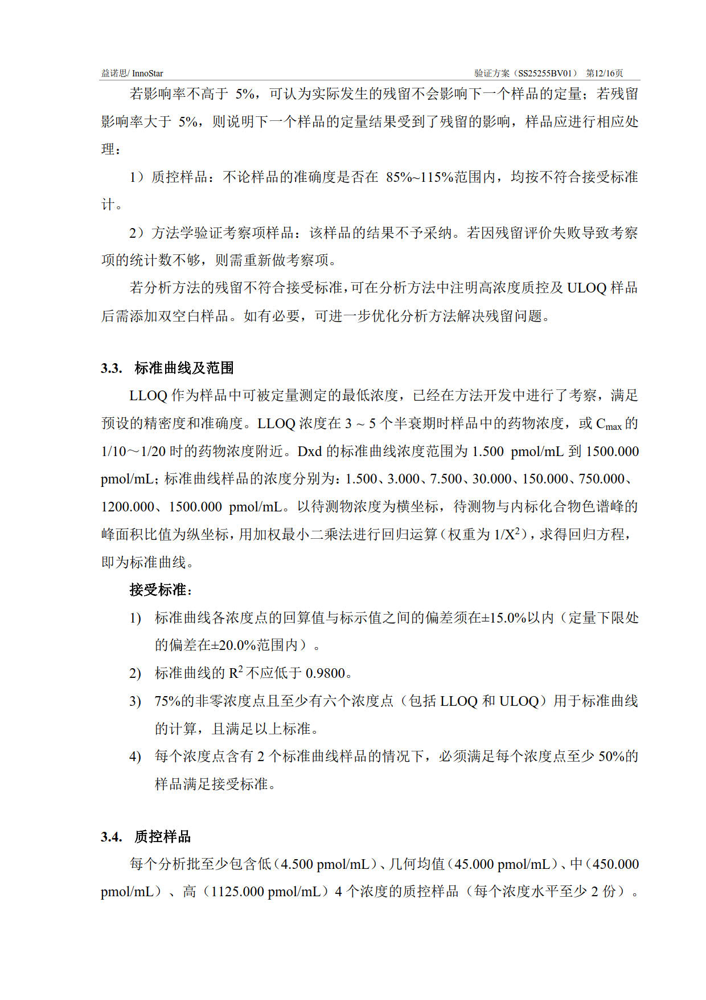 益诺思/ InnoStar 验证方案（SS25255BV01） 第12/16页
若影响率不高于 5%，可认为实际发生的残留不会影响下一个样品的定量；若残留
影响率大于 5%，则说明下一个样品的定量结果受到了残留的影响，样品应进行相应处
理：
1）质控样品：不论样品的准确度是否在 85%~115%范围内，均按不符合接受标准
计。
2）方法学验证考察项样品：该样品的结果不予采纳。若因残留评价失败导致考察
项的统计数不够，则需重新做考察项。
若分析方法的残留不符合接受标准，可在分析方法中注明高浓度质控及 ULOQ 样品
后需添加双空白样品。如有必要，可进一步优化分析方法解决残留问题。
3.3. 标准曲线及范围
LLOQ 作为样品中可被定量测定的最低浓度，已经在方法开发中进行了考察，满足
预设的精密度和准确度。LLOQ 浓度在 3 ~ 5 个半衰期时样品中的药物浓度，或 Cmax 的
1/10～1/20 时的药物浓度附近。Dxd 的标准曲线浓度范围为 1.500 pmol/mL 到 1500.000
pmol/mL；标准曲线样品的浓度分别为：1.500、3.000、7.500、30.000、150.000、750.000、
1200.000、1500.000 pmol/mL。以待测物浓度为横坐标，待测物与内标化合物色谱峰的
峰面积比值为纵坐标，用加权最小二乘法进行回归运算（权重为 1/X²），求得回归方程，
即为标准曲线。
接受标准：
1) 标准曲线各浓度点的回算值与标示值之间的偏差须在±15.0%以内（定量下限处
的偏差在±20.0%范围内）。
2) 标准曲线的 R² 不应低于 0.9800。
3) 75%的非零浓度点且至少有六个浓度点（包括 LLOQ 和 ULOQ）用于标准曲线
的计算，且满足以上标准。
4) 每个浓度点含有 2 个标准曲线样品的情况下，必须满足每个浓度点至少 50%的
样品满足接受标准。
3.4. 质控样品
每个分析批至少包含低（4.500 pmol/mL）、几何均值（45.000 pmol/mL）、中（450.000
pmol/mL）、高（1125.000 pmol/mL）4 个浓度的质控样品（每个浓度水平至少 2 份）。